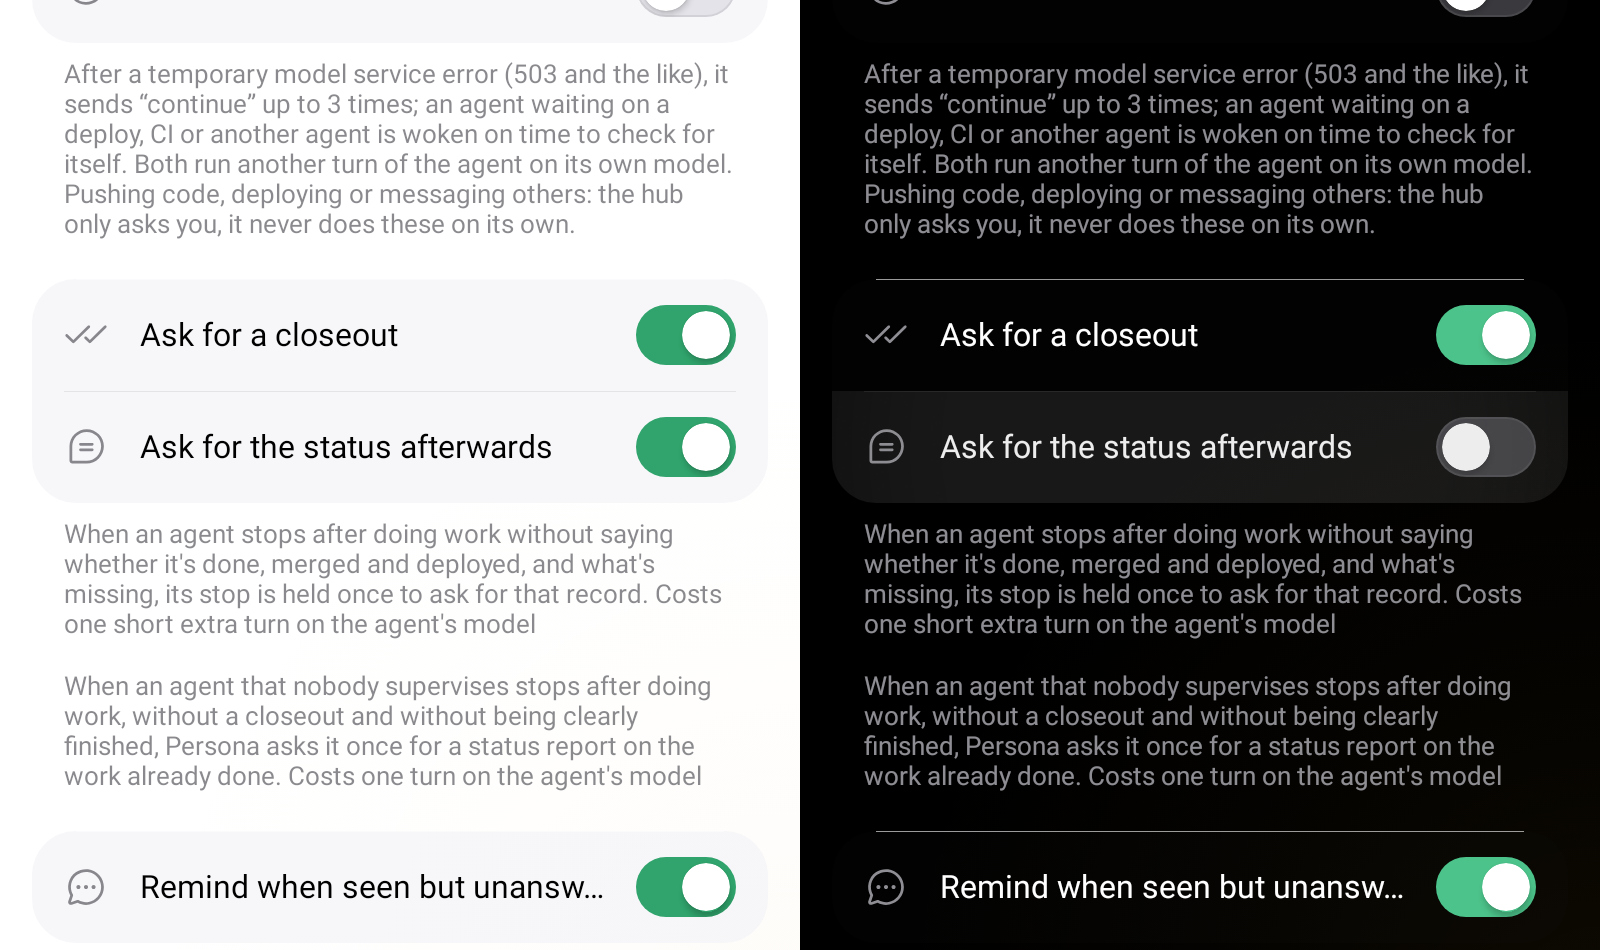 After a temporary model service error (503 and the like), it
sends “continue” up to 3 times; an agent waiting on a
deploy, CI or another agent is woken on time to check for
itself. Both run another turn of the agent on its own model.
Pushing code, deploying or messaging others: the hub
only asks you, it never does these on its own.
Ask for a closeout
Ask for the status afterwards
When an agent stops after doing work without saying
whether it's done, merged and deployed, and what's
missing, its stop is held once to ask for that record. Costs
one short extra turn on the agent's model
When an agent that nobody supervises stops after doing
work, without a closeout and without being clearly
finished, Persona asks it once for a status report on the
work already done. Costs one turn on the agent's model
Remind when seen but unansw...
After a temporary model service error (503 and the like), it
sends “continue” up to 3 times; an agent waiting on a
deploy, CI or another agent is woken on time to check for
itself. Both run another turn of the agent on its own model.
Pushing code, deploying or messaging others: the hub
only asks you, it never does these on its own.
Ask for a closeout
Ask for the status afterwards
When an agent stops after doing work without saying
whether it's done, merged and deployed, and what's
missing, its stop is held once to ask for that record. Costs
one short extra turn on the agent's model
When an agent that nobody supervises stops after doing
work, without a closeout and without being clearly
finished, Persona asks it once for a status report on the
work already done. Costs one turn on the agent's model
Remind when seen but unansw...